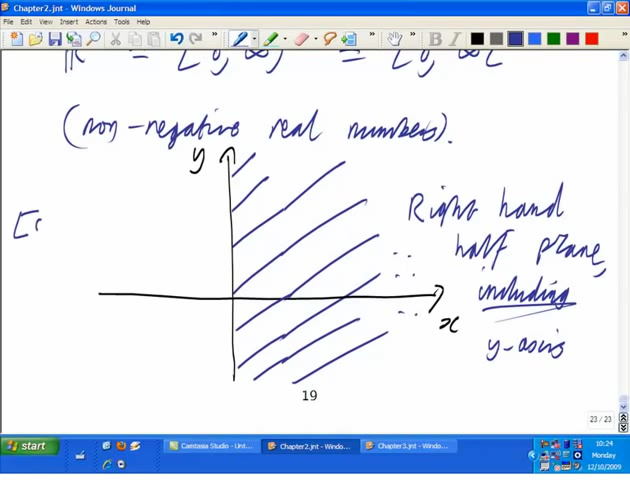 Chapter2.jnt - Windows Journal
File Edit View Insert Actions Tools Help
B I
= [0, ∞) = [0, ∞[
(non-negative real numbers).
y
Right hand
half plane,
including
y-axis
x
19
23 / 23
start
Camtasia Studio - Unt...
Chapter2.jnt - Windo...
Chapter3.jnt - Windo...
10:24
Monday
12/10/2009